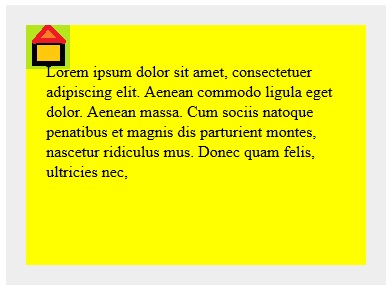 Lorem ipsum dolor sit amet, consectetuer
adipiscing elit. Aenean commodo ligula eget
dolor. Aenean massa. Cum sociis natoque
penatibus et magnis dis parturient montes,
nascetur ridiculus mus. Donec quam felis,
ultricies nec,